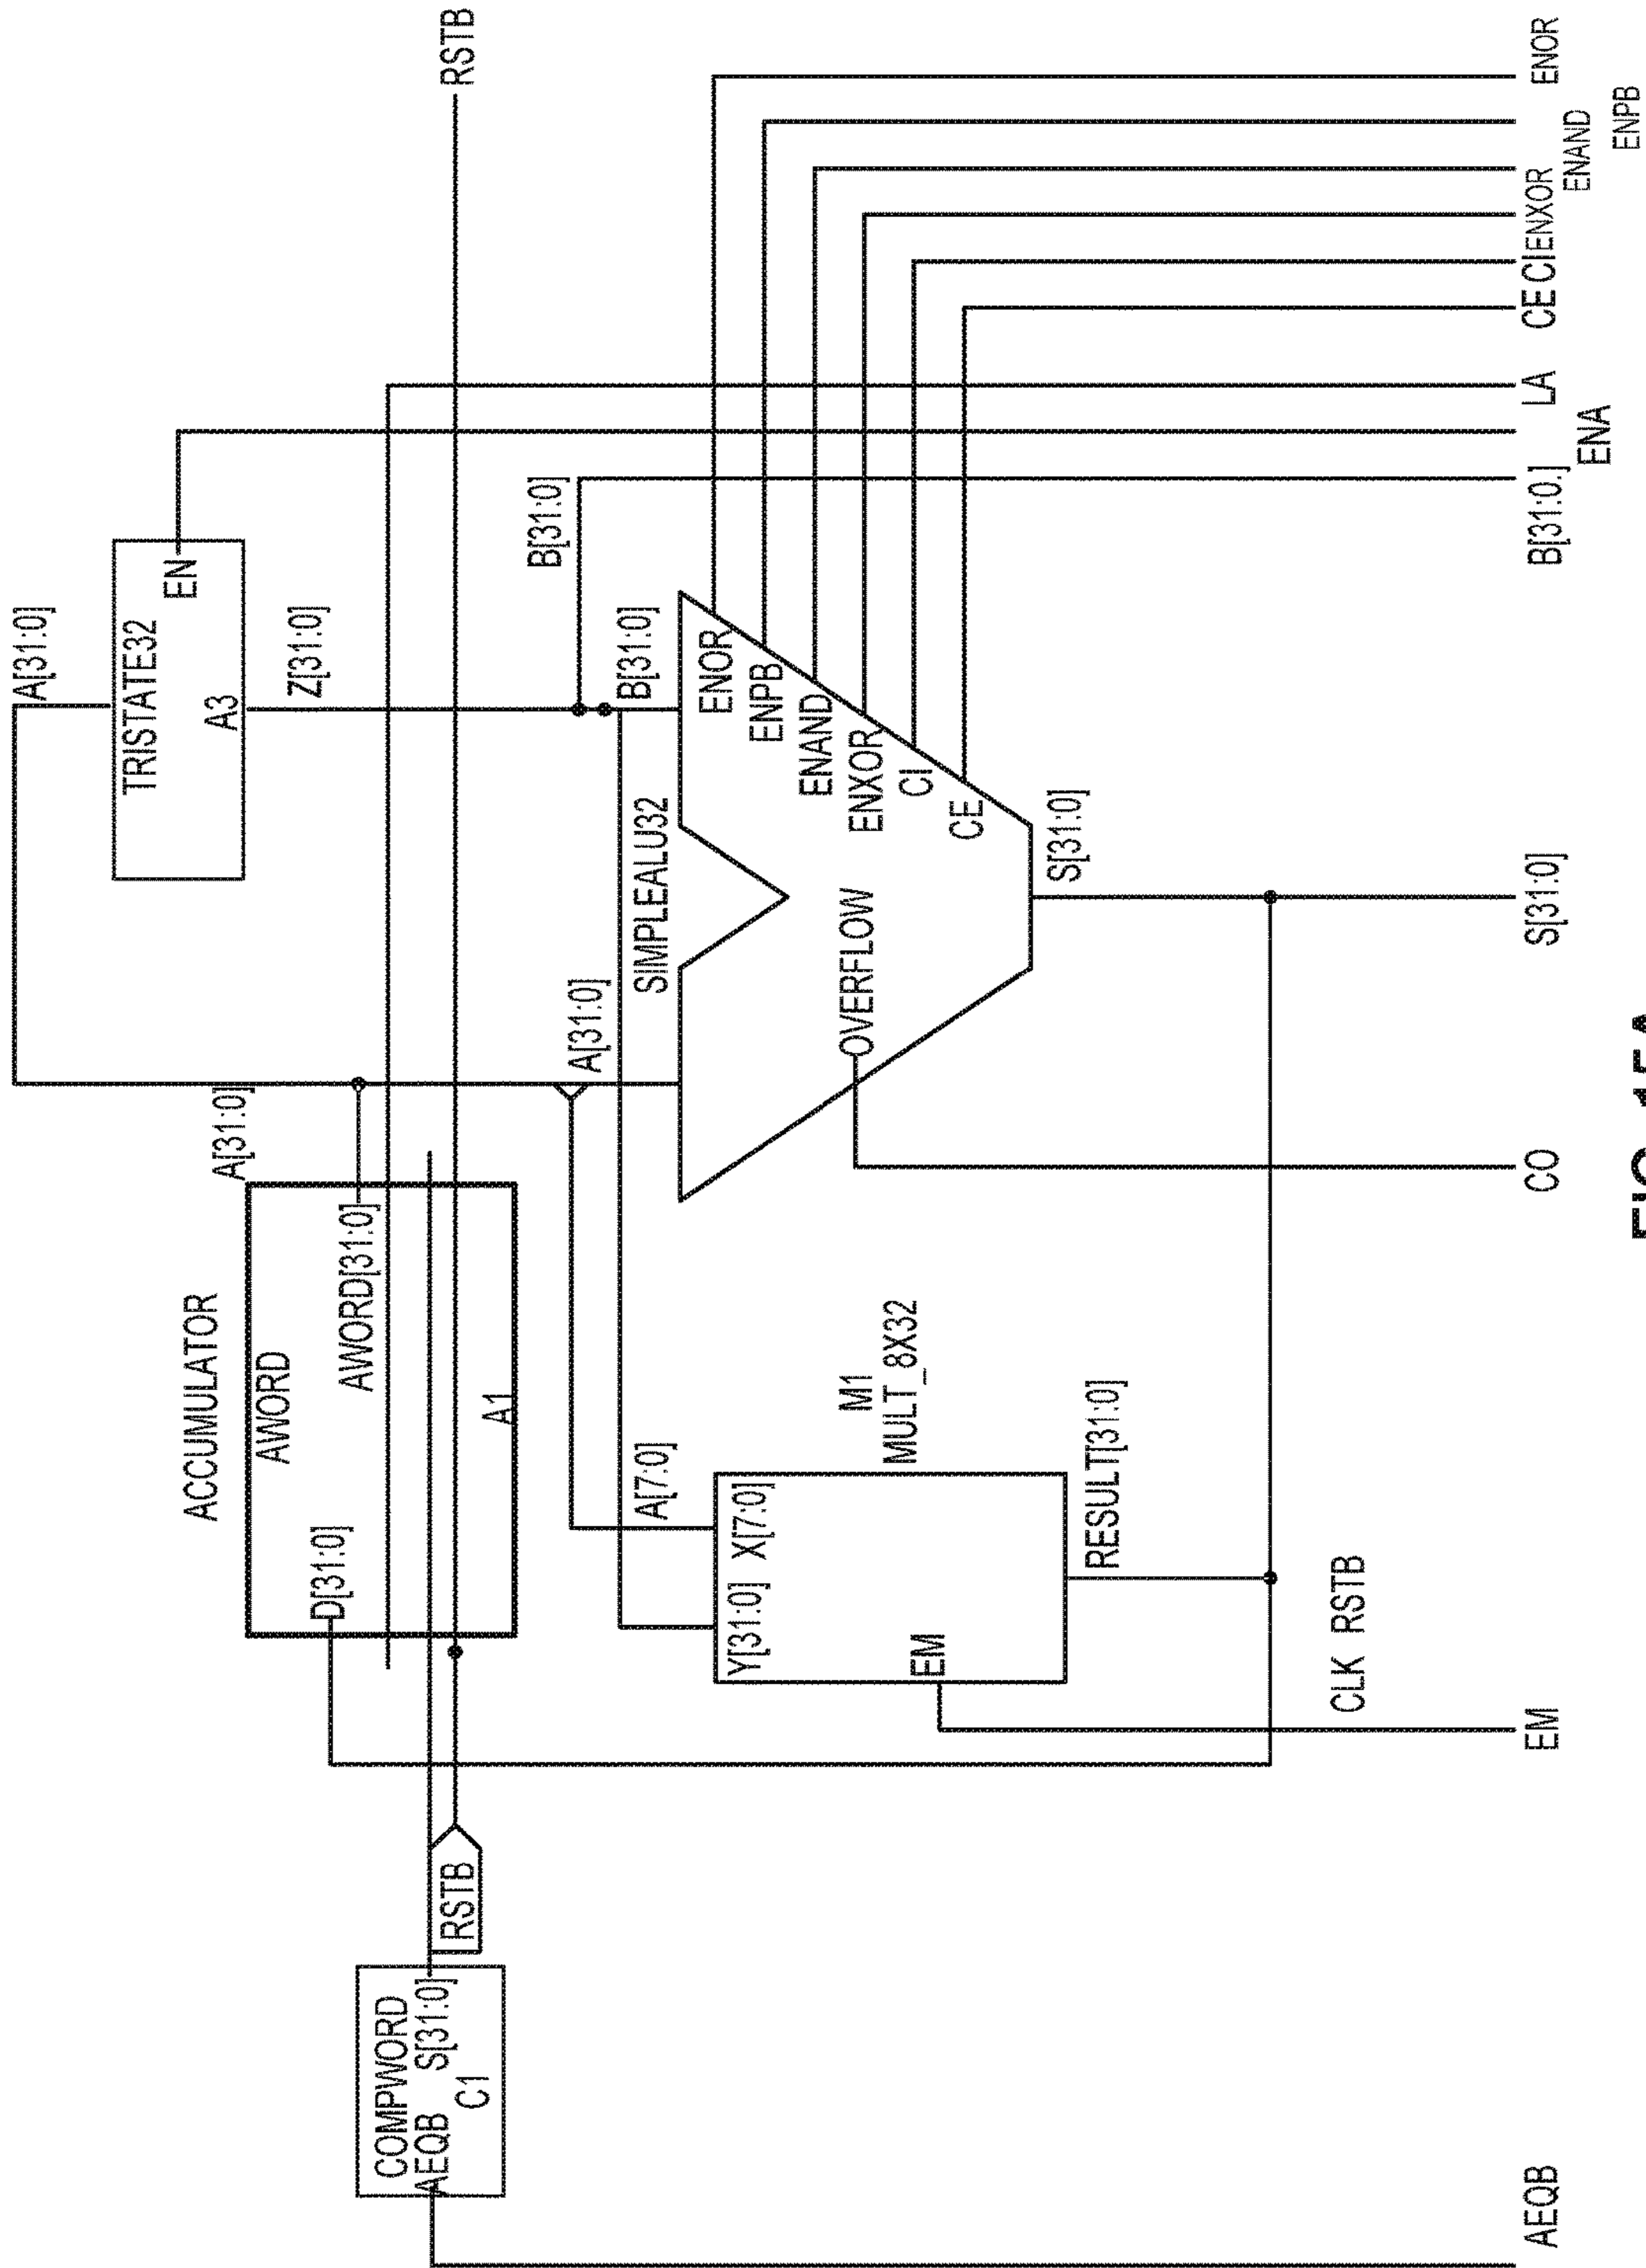 RSTB
A[31:0]
TRISTATE32
EN
A3
Z[31:0]
B[31:0]
B[31:0]
A[31:0]
ACCUMULATOR
AWORD
AWORD[31:0]
D[31:0]
A1
A[31:0]
SIMPLEALU32
ENOR
ENPB
ENAND
ENXOR
CI
CE
OVERFLOW
S[31:0]
A[7:0]
M1
MULT_8X32
Y[31:0] X[7:0]
EM
RESULT[31:0]
CLK RSTB
RSTB
COMPWORD
AEQB S[31:0]
C1
AEQB
EM
CO
S[31:0]
B[31:0.]
ENA
LA
CE
CI
ENXOR
ENAND
ENPB
ENOR